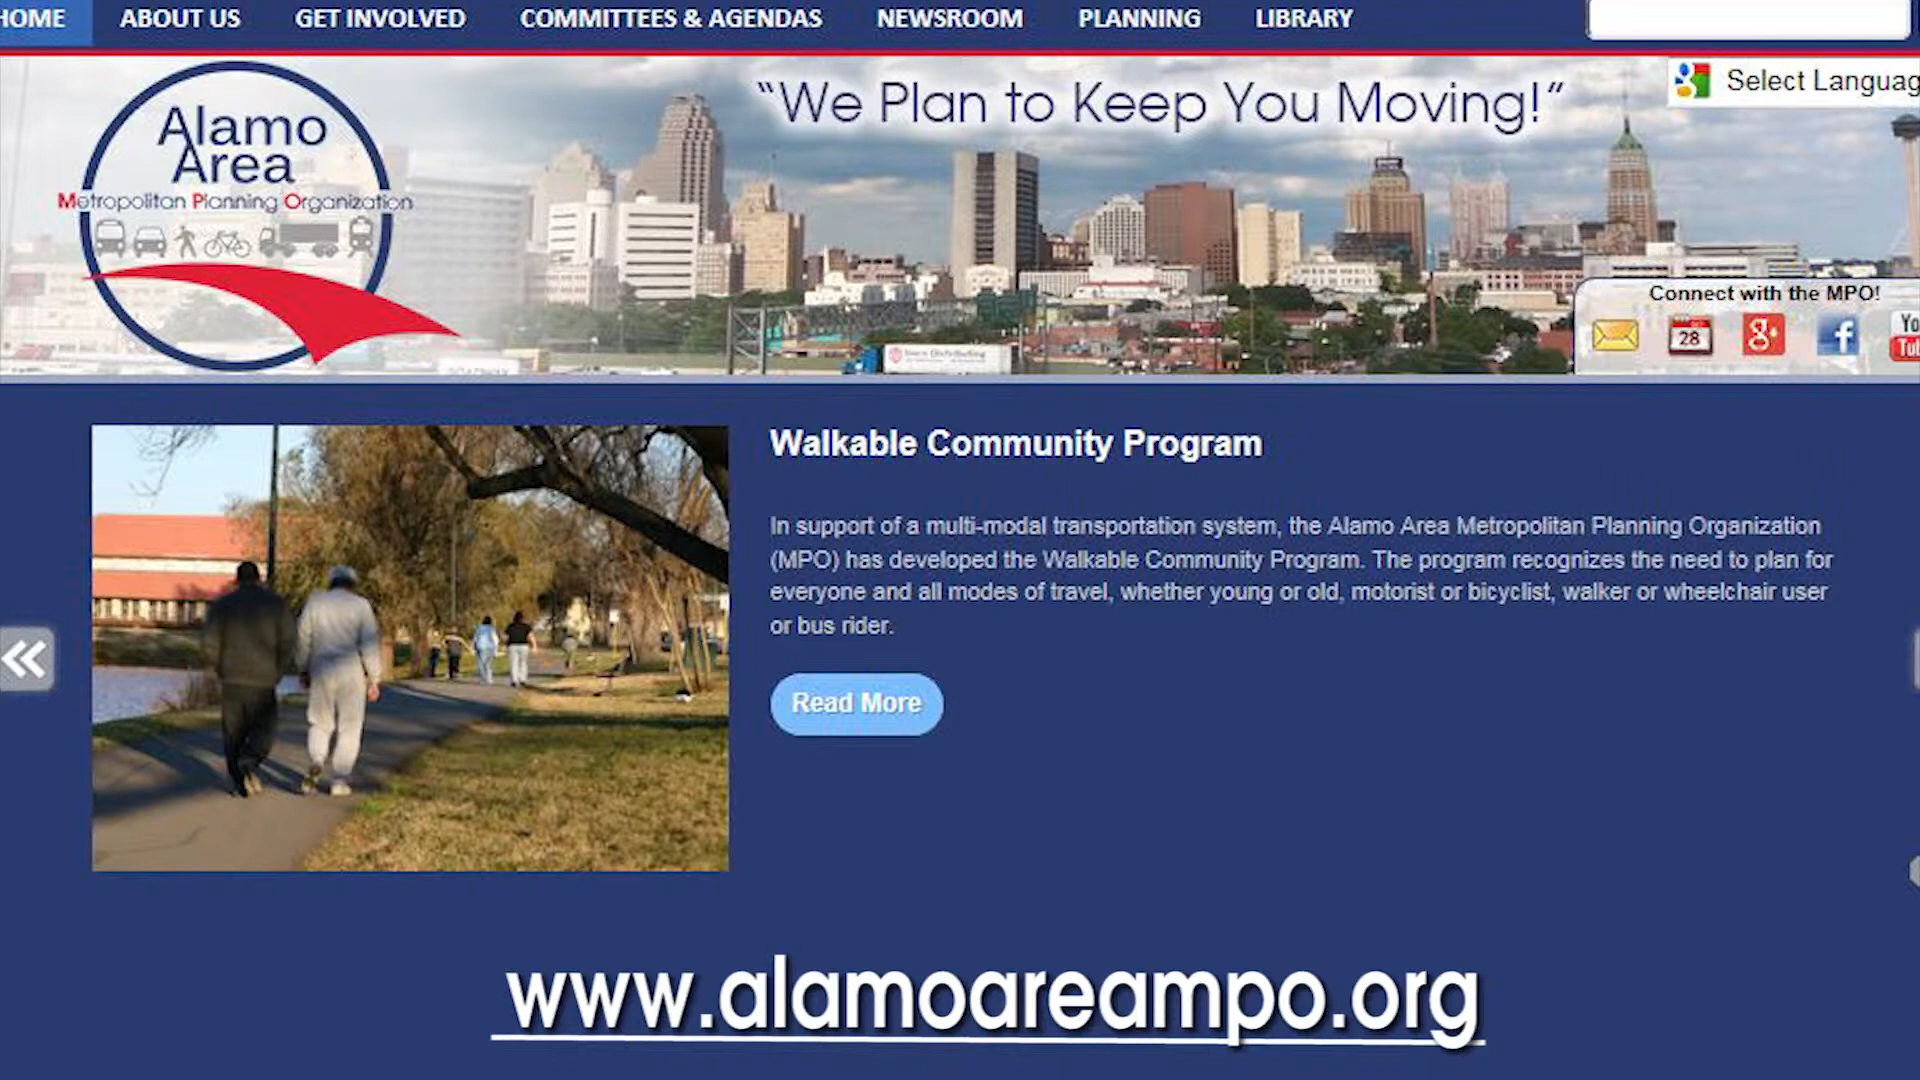 HOME ABOUT US GET INVOLVED COMMITTEES & AGENDAS NEWSROOM PLANNING LIBRARY
"We Plan to Keep You Moving!"
Select Languag
Alamo
Area
Metropolitan Planning Organization
Connect with the MPO!
28
g+
f
You
Tub
Walkable Community Program
In support of a multi-modal transportation system, the Alamo Area Metropolitan Planning Organization
(MPO) has developed the Walkable Community Program. The program recognizes the need to plan for
everyone and all modes of travel, whether young or old, motorist or bicyclist, walker or wheelchair user
or bus rider.
Read More
www.alamoareampo.org